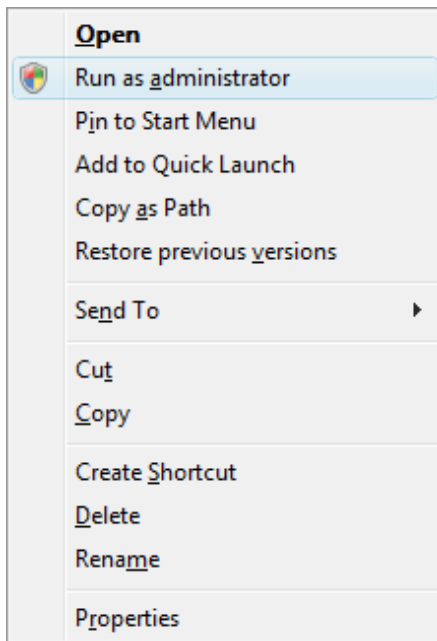 Open
Run as administrator
Pin to Start Menu
Add to Quick Launch
Copy as Path
Restore previous versions
Send To
Cut
Copy
Create Shortcut
Delete
Rename
Properties